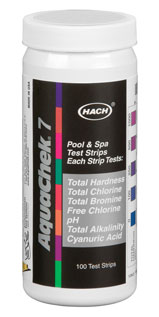 HACH
AquaChek 7
Pool & Spa
Test Strips
Each Strip Tests:
Total Hardness
Total Chlorine
Total Bromine
Free Chlorine
pH
Total Alkalinity
Cyanuric Acid
100 Test Strips